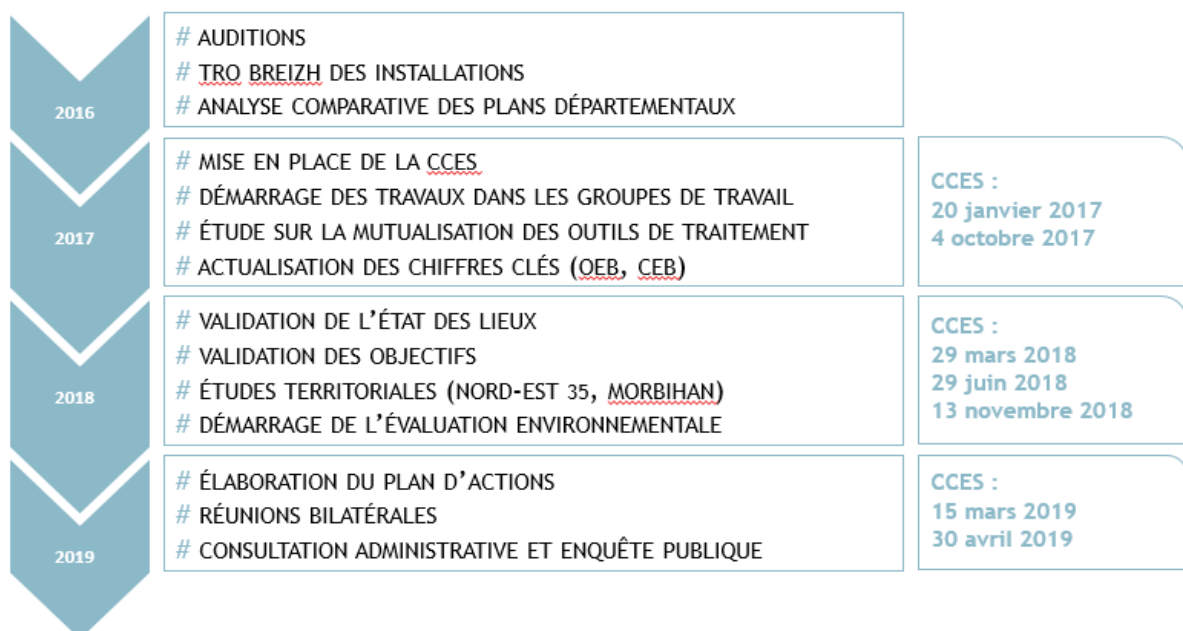 # AUDITIONS
# TRO BREIZH DES INSTALLATIONS
# ANALYSE COMPARATIVE DES PLANS DÉPARTEMENTAUX
2016
# MISE EN PLACE DE LA CCES
# DÉMARRAGE DES TRAVAUX DANS LES GROUPES DE TRAVAIL
# ÉTUDE SUR LA MUTUALISATION DES OUTILS DE TRAITEMENT
# ACTUALISATION DES CHIFFRES CLÉS (OEB, CEB)
2017
CCES :
20 janvier 2017
4 octobre 2017
# VALIDATION DE L'ÉTAT DES LIEUX
# VALIDATION DES OBJECTIFS
# ÉTUDES TERRITORIALES (NORD-EST 35, MORBIHAN)
# DÉMARRAGE DE L'ÉVALUATION ENVIRONNEMENTALE
2018
CCES :
29 mars 2018
29 juin 2018
13 novembre 2018
# ÉLABORATION DU PLAN D'ACTIONS
# RÉUNIONS BILATÉRALES
# CONSULTATION ADMINISTRATIVE ET ENQUÊTE PUBLIQUE
2019
CCES :
15 mars 2019
30 avril 2019